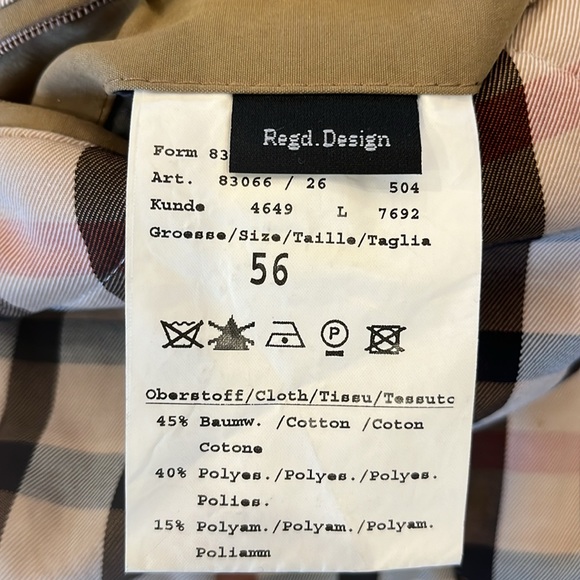 Regd.Design
Form 83
Art. 83066 / 26 504
Kunde 4649 L 7692
Groesse/Size/Taille/Taglia
56
P
Oberstoff/Cloth/Tissu/Tessuto
45% Baumw. /Cotton /Coton
Cotone
40% Polyes./Polyes./Polyes.
Polies.
15% Polyam./Polyam./Polyam.
Poliamm